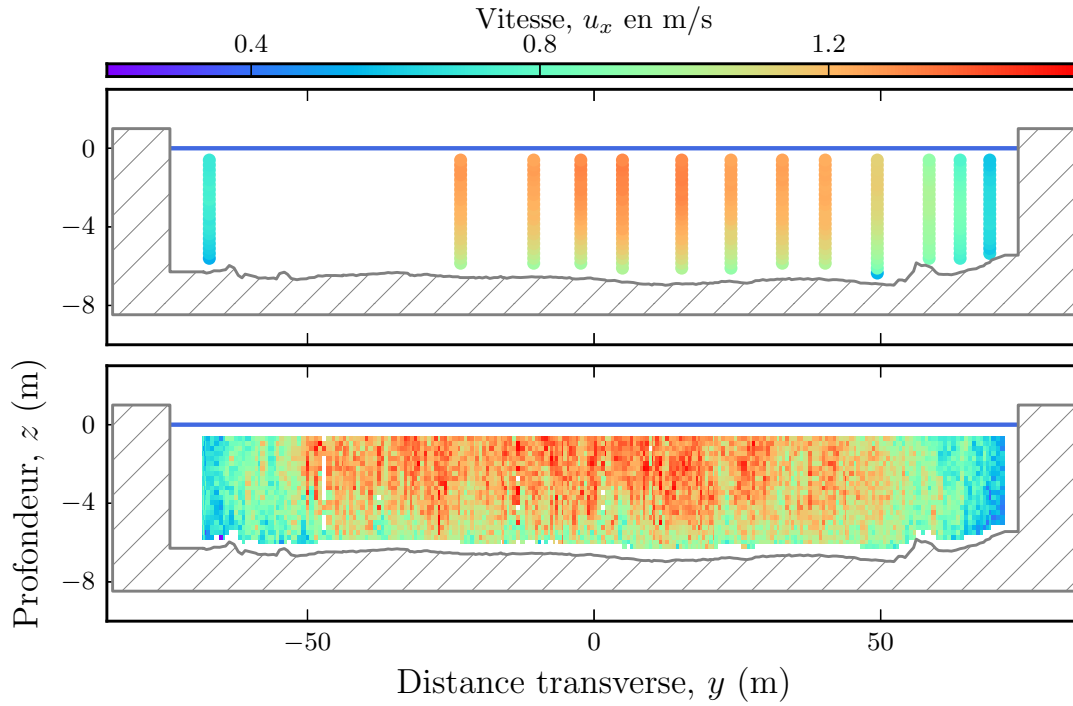 Vitesse, u_x en m/s
0.4 0.8 1.2
0
−4
−8
0
−4
−8
Profondeur, z (m)
−50 0 50
Distance transverse, y (m)